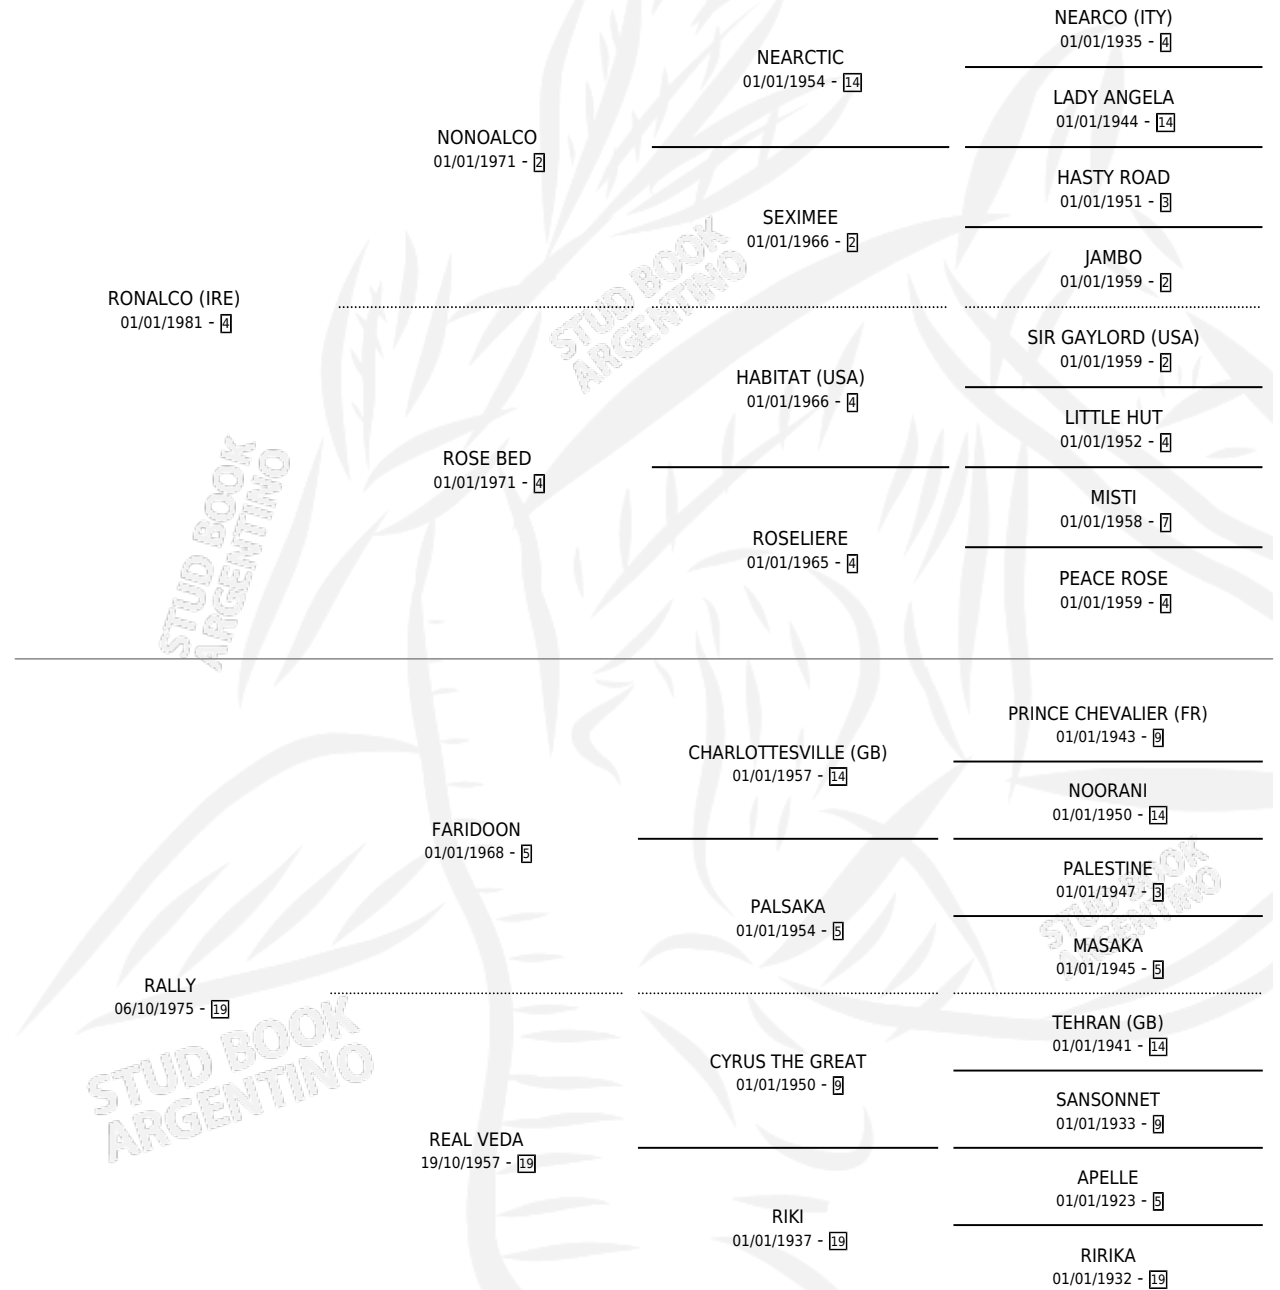 NEARCO (ITY)
01/01/1935 - 4
NEARCTIC
01/01/1954 - 14
LADY ANGELA
01/01/1944 - 14
NONOALCO
01/01/1971 - 2
HASTY ROAD
01/01/1951 - 3
SEXIMEE
01/01/1966 - 2
JAMBO
01/01/1959 - 2
RONALCO (IRE)
01/01/1981 - 4
STUD BOOK
ARGENTINO
SIR GAYLORD (USA)
01/01/1959 - 2
HABITAT (USA)
01/01/1966 - 4
LITTLE HUT
01/01/1952 - 4
ROSE BED
01/01/1971 - 4
MISTI
01/01/1958 - 7
ROSELIERE
01/01/1965 - 4
PEACE ROSE
01/01/1959 - 4
STUD BOOK
ARGENTINO
PRINCE CHEVALIER (FR)
01/01/1943 - 9
CHARLOTTESVILLE (GB)
01/01/1957 - 14
NOORANI
01/01/1950 - 14
FARIDOON
01/01/1968 - 5
PALESTINE
01/01/1947 - 3
PALSAKA
01/01/1954 - 5
STUD BOOK
ARGENTINO
MASAKA
01/01/1945 - 5
RALLY
06/10/1975 - 19
STUD BOOK
ARGENTINO
TEHRAN (GB)
01/01/1941 - 14
CYRUS THE GREAT
01/01/1950 - 9
SANSONNET
01/01/1933 - 9
REAL VEDA
19/10/1957 - 19
APELLE
01/01/1923 - 5
RIKI
01/01/1937 - 19
RIRIKA
01/01/1932 - 19